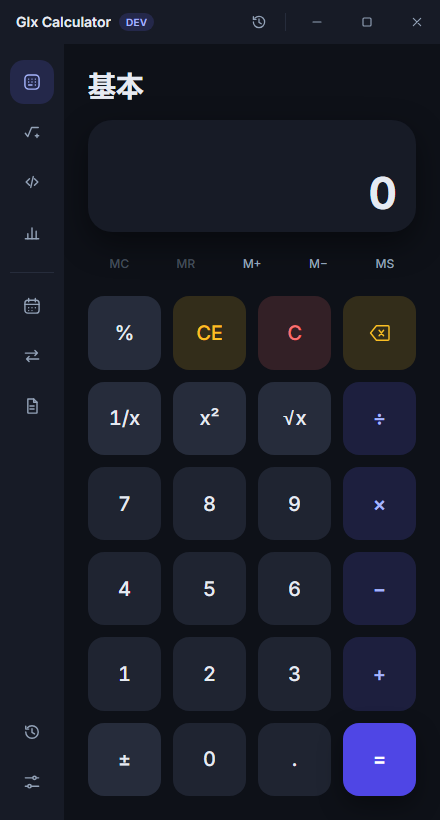 Glx Calculator DEV
基本
0
MC MR M+ M− MS
% CE C
1/x x² √x ÷
7 8 9 ×
4 5 6 −
1 2 3 +
± 0 . =